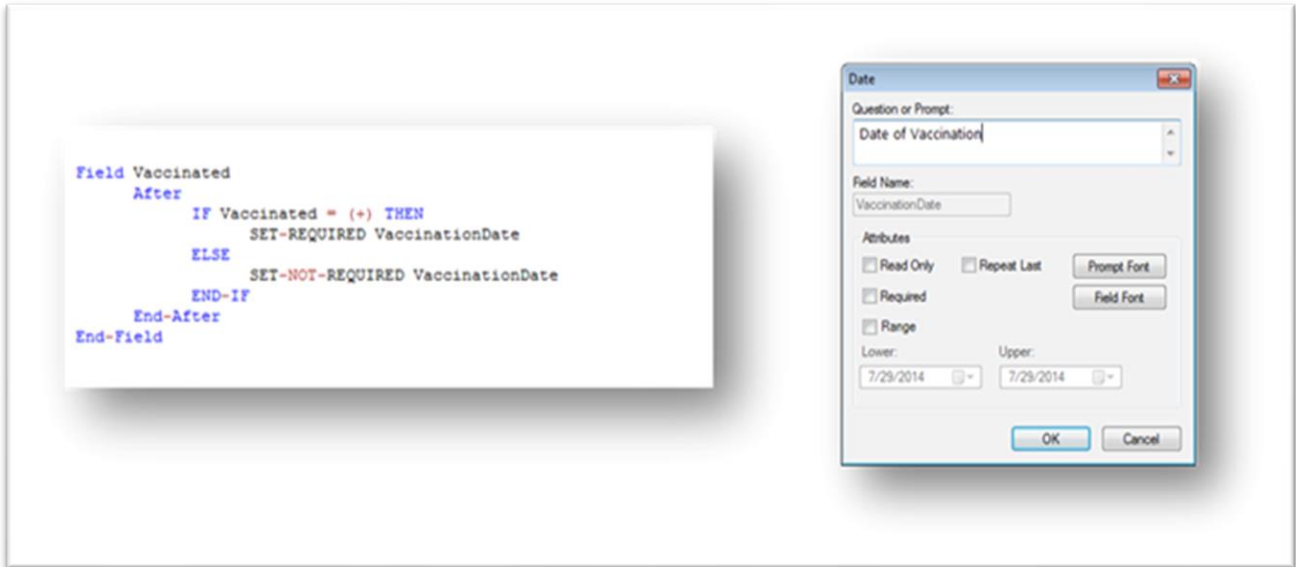 Field Vaccinated
After
IF Vaccinated = (+) THEN
SET-REQUIRED VaccinationDate
ELSE
SET-NOT-REQUIRED VaccinationDate
END-IF
End-After
End-Field
Date
Question or Prompt:
Date of Vaccination
Field Name:
VaccinationDate
Attributes
Read Only Repeat Last Prompt Font
Required Field Font
Range
Lower: Upper:
7/29/2014 7/29/2014
OK Cancel